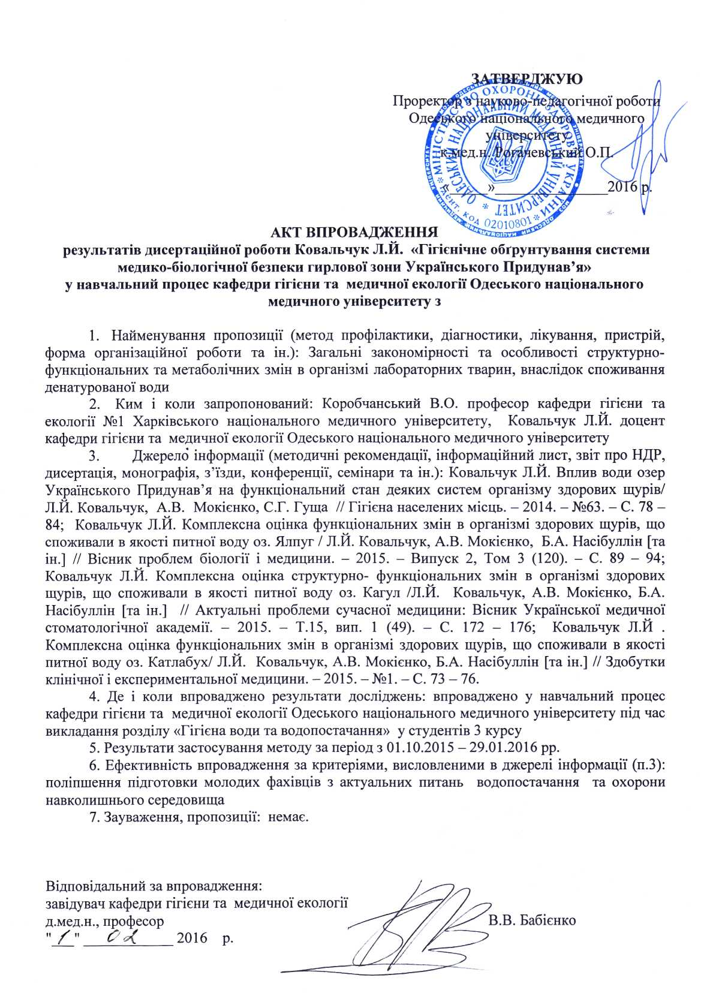 ЗАТВЕРДЖУЮ
Проректор з науково-педагогічної роботи
Одеського національного медичного
університету
к.мед.н. Рогачевський О.П.
«_____»_______________2016 р.
МІНІСТЕРСТВО ОХОРОНИ ЗДОРОВ'Я УКРАЇНИ
ОДЕСЬКИЙ НАЦІОНАЛЬНИЙ МЕДИЧНИЙ УНІВЕРСИТЕТ
Ідент. код 02010801
АКТ ВПРОВАДЖЕННЯ
результатів дисертаційної роботи Ковальчук Л.Й. «Гігієнічне обґрунтування системи
медико-біологічної безпеки гирлової зони Українського Придунав’я»
у навчальний процес кафедри гігієни та медичної екології Одеського національного
медичного університету з
1. Найменування пропозиції (метод профілактики, діагностики, лікування, пристрій,
форма організаційної роботи та ін.): Загальні закономірності та особливості структурно-
функціональних та метаболічних змін в організмі лабораторних тварин, внаслідок споживання
денатурованої води
2. Ким і коли запропонований: Коробчанський В.О. професор кафедри гігієни та
екології №1 Харківського національного медичного університету, Ковальчук Л.Й. доцент
кафедри гігієни та медичної екології Одеського національного медичного університету
3. Джерело інформації (методичні рекомендації, інформаційний лист, звіт про НДР,
дисертація, монографія, з’їзди, конференції, семінари та ін.): Ковальчук Л.Й. Вплив води озер
Українського Придунав’я на функціональний стан деяких систем організму здорових щурів/
Л.Й. Ковальчук, А.В. Мокієнко, С.Г. Гуща // Гігієна населених місць. – 2014. – №63. – С. 78 –
84; Ковальчук Л.Й. Комплексна оцінка функціональних змін в організмі здорових щурів, що
споживали в якості питної воду оз. Ялпуг / Л.Й. Ковальчук, А.В. Мокієнко, Б.А. Насібуллін [та
ін.] // Вісник проблем біології і медицини. – 2015. – Випуск 2, Том 3 (120). – С. 89 – 94;
Ковальчук Л.Й. Комплексна оцінка структурно- функціональних змін в організмі здорових
щурів, що споживали в якості питної воду оз. Кагул /Л.Й. Ковальчук, А.В. Мокієнко, Б.А.
Насібуллін [та ін.] // Актуальні проблеми сучасної медицини: Вісник Української медичної
стоматологічної академії. – 2015. – Т.15, вип. 1 (49). – С. 172 – 176; Ковальчук Л.Й .
Комплексна оцінка функціональних змін в організмі здорових щурів, що споживали в якості
питної воду оз. Катлабух/ Л.Й. Ковальчук, А.В. Мокієнко, Б.А. Насібуллін [та ін.] // Здобутки
клінічної і експериментальної медицини. – 2015. – №1. – С. 73 – 76.
4. Де і коли впроваджено результати досліджень: впроваджено у навчальний процес
кафедри гігієни та медичної екології Одеського національного медичного університету під час
викладання розділу «Гігієна води та водопостачання» у студентів 3 курсу
5. Результати застосування методу за період з 01.10.2015 – 29.01.2016 рр.
6. Ефективність впровадження за критеріями, висловленими в джерелі інформації (п.3):
поліпшення підготовки молодих фахівців з актуальних питань водопостачання та охорони
навколишнього середовища
7. Зауваження, пропозиції: немає.
Відповідальний за впровадження:
завідувач кафедри гігієни та медичної екології
д.мед.н., професор В.В. Бабієнко
"1" 02 2016 р.